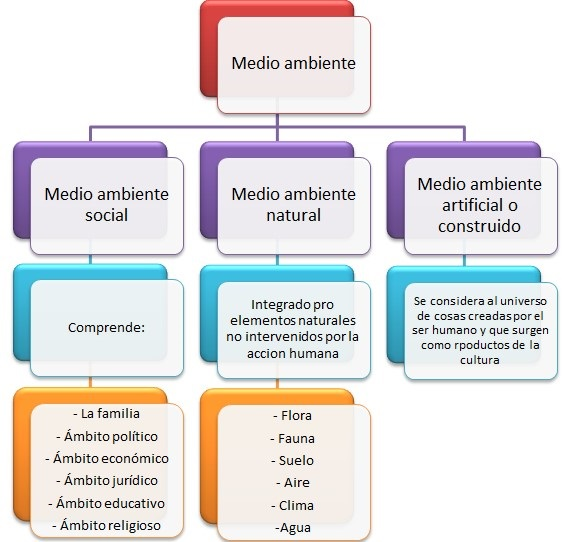 Medio ambiente
Medio ambiente
social
Medio ambiente
natural
Medio ambiente
artificial o
construido
Comprende:
Integrado pro
elementos naturales
no intervenidos por la
accion humana
Se considera al universo
de cosas creadas por el
ser humano y que surgen
como rpoductos de la
cultura
- La familia
- Ámbito político
- Ámbito económico
- Ámbito jurídico
- Ámbito educativo
- Ámbito religioso
- Flora
- Fauna
- Suelo
- Aire
- Clima
-Agua